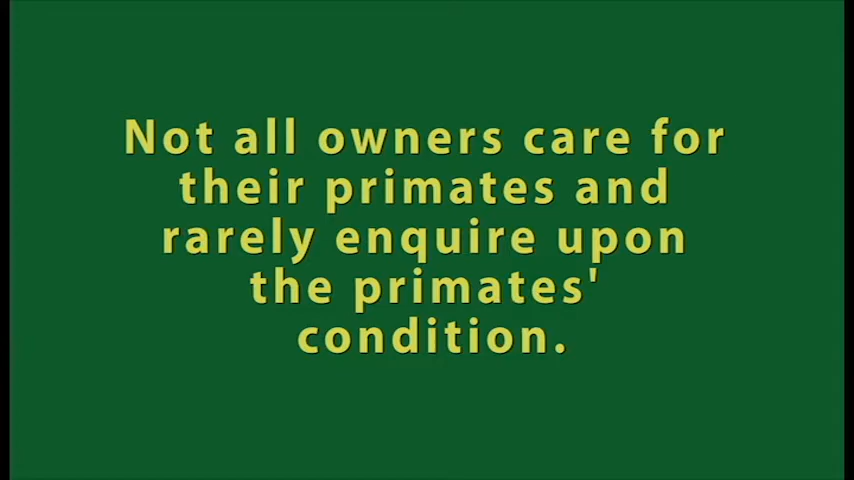 Not all owners care for
their primates and
rarely enquire upon
the primates'
condition.